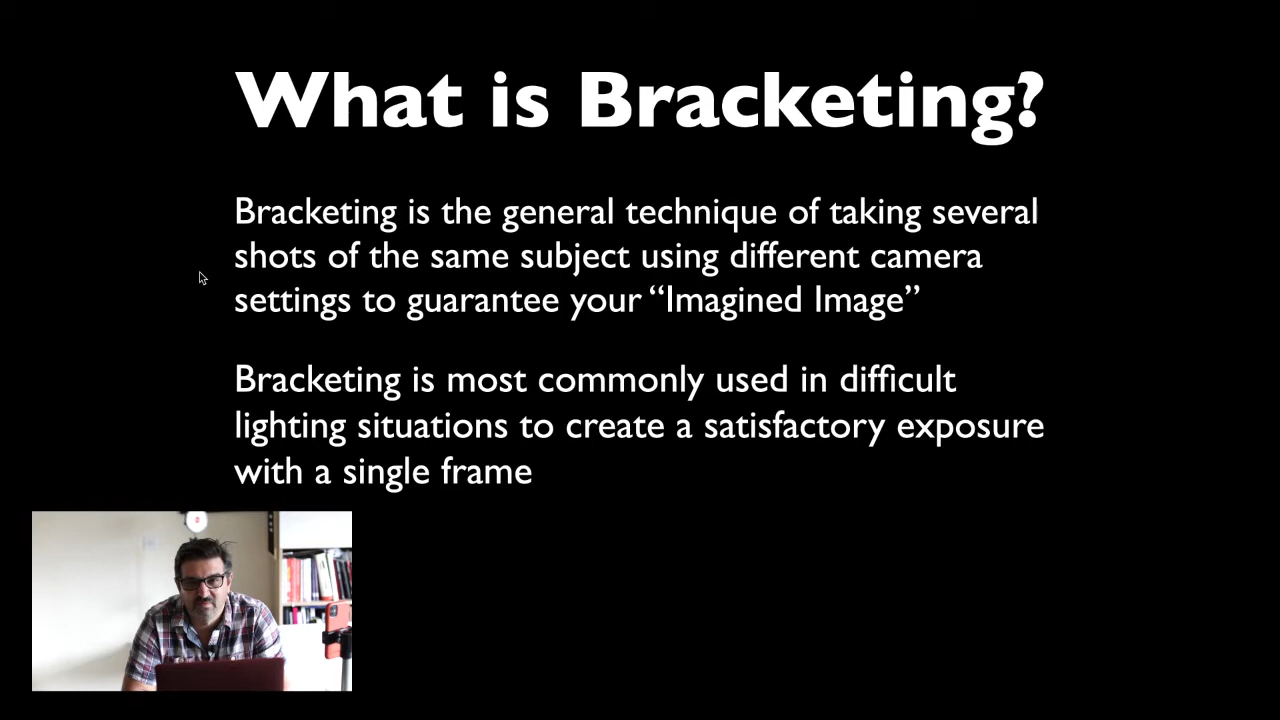 What is Bracketing?
Bracketing is the general technique of taking several
shots of the same subject using different camera
settings to guarantee your “Imagined Image”
Bracketing is most commonly used in difficult
lighting situations to create a satisfactory exposure
with a single frame